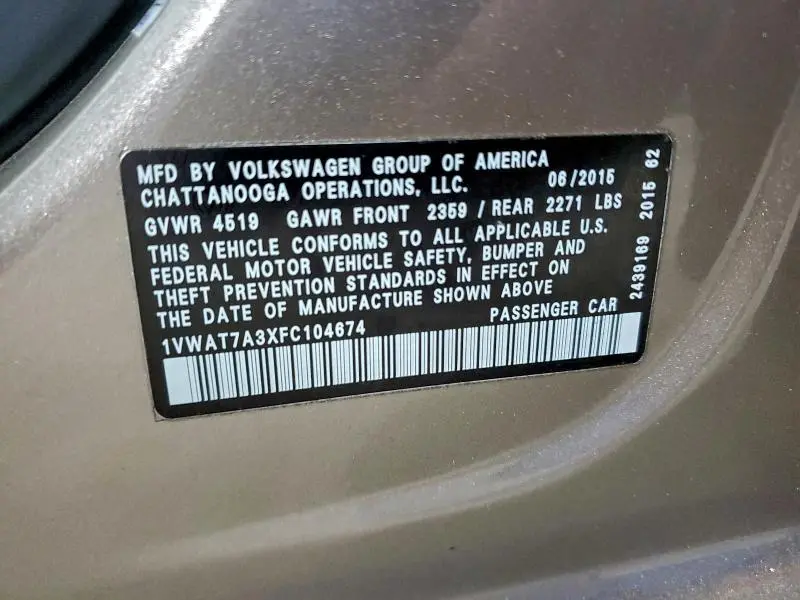 MFD BY VOLKSWAGEN GROUP OF AMERICA
CHATTANOOGA OPERATIONS, LLC. 06/2015
GVWR 4519 GAWR FRONT 2359 / REAR 2271 LBS
THIS VEHICLE CONFORMS TO ALL APPLICABLE U.S.
FEDERAL MOTOR VEHICLE SAFETY, BUMPER AND
THEFT PREVENTION STANDARDS IN EFFECT ON
THE DATE OF MANUFACTURE SHOWN ABOVE
1VWAT7A3XFC104674 PASSENGER CAR
2439169 2015 62